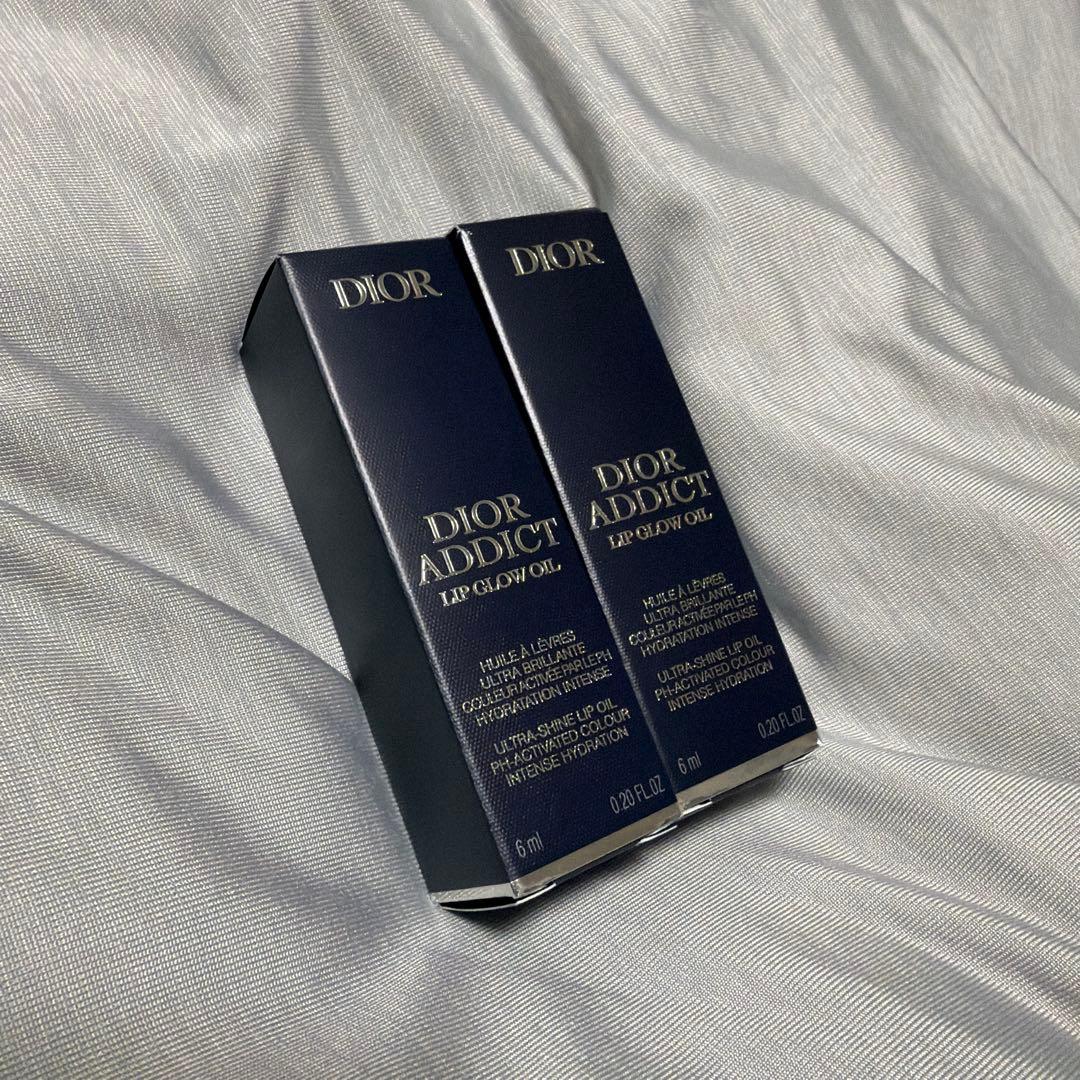 DIOR
DIOR
ADDICT
LIP GLOW OIL
HUILE À LÈVRES
ULTRA BRILLANTE
COULEUR ACTIVÉE PAR LE PH
HYDRATATION INTENSE
ULTRA-SHINE LIP OIL
PH-ACTIVATED COLOUR
INTENSE HYDRATION
6 ml 0.20 FL.OZ
DIOR
DIOR
ADDICT
LIP GLOW OIL
HUILE À LÈVRES
ULTRA BRILLANTE
COULEUR ACTIVÉE PAR LE PH
HYDRATATION INTENSE
ULTRA-SHINE LIP OIL
PH-ACTIVATED COLOUR
INTENSE HYDRATION
6 ml 0.20 FL.OZ